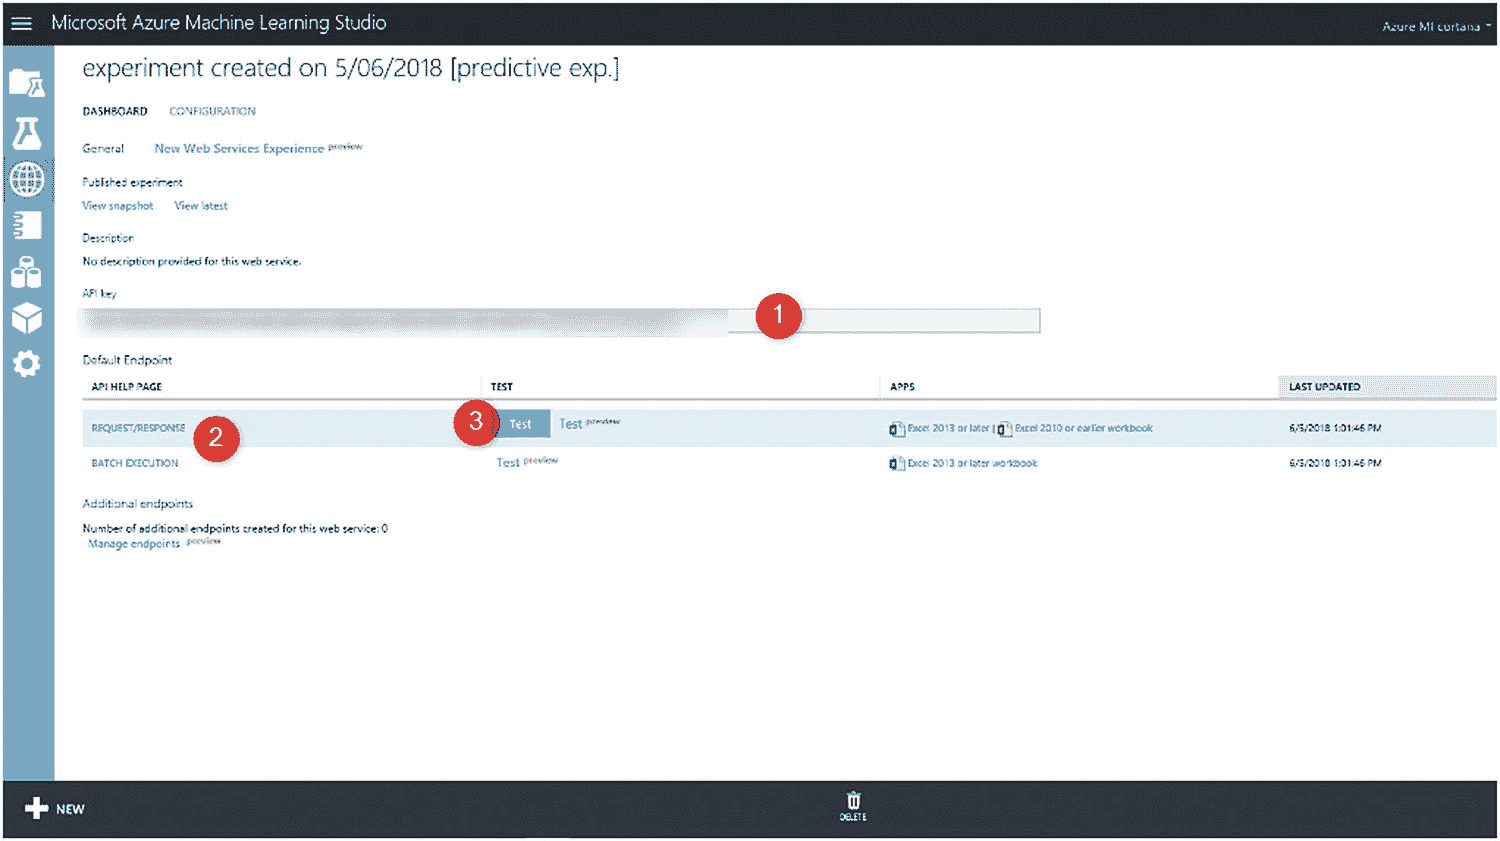 Microsoft Azure Machine Learning Studio
Azure Ml cortana
experiment created on 5/06/2018 [predictive exp.]
DASHBOARD CONFIGURATION
General New Web Services Experience preview
Published experiment
View snapshot View latest
Description
No description provided for this web service.
API key
1
Default Endpoint
API HELP PAGE TEST APPS LAST UPDATED
REQUEST/RESPONSE 2 3 Test Test preview Excel 2013 or later | Excel 2010 or earlier workbook 6/5/2018 1:01:46 PM
BATCH EXECUTION Test preview Excel 2013 or later workbook 6/5/2018 1:01:46 PM
Additional endpoints
Number of additional endpoints created for this web service: 0
Manage endpoints preview
NEW DELETE